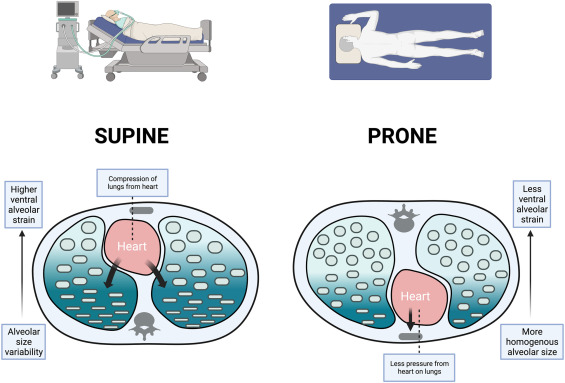 SUPINE
PRONE
Compression of
lungs from heart
Higher
ventral
alveolar
strain
Heart
Alveolar
size
variability
Less
ventral
alveolar
strain
Heart
More
homogenous
alveolar size
Less pressure from
heart on lungs